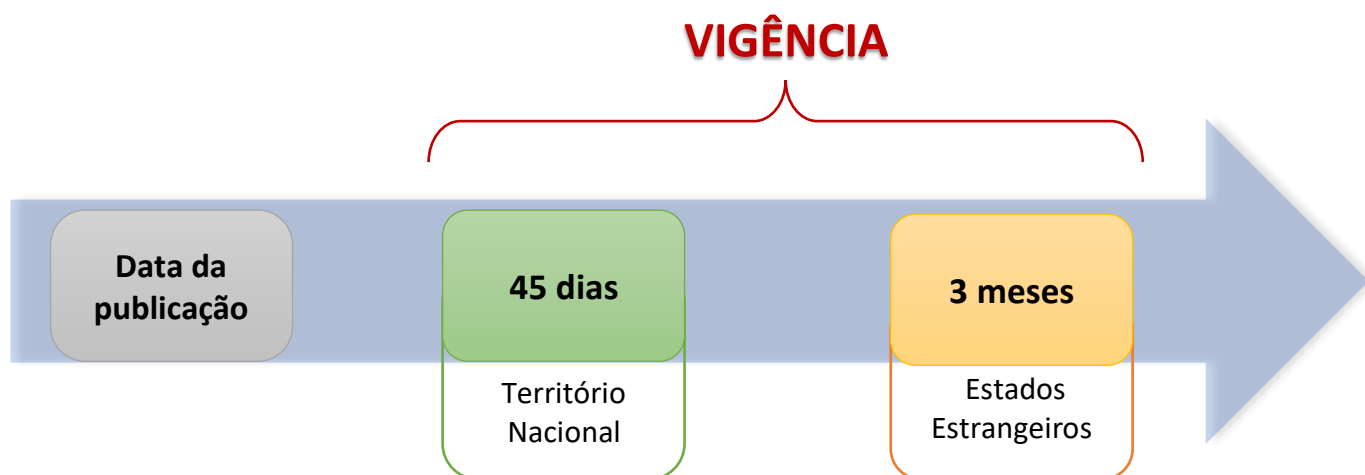 VIGÊNCIA
Data da
publicação
45 dias
3 meses
Território
Nacional
Estados
Estrangeiros